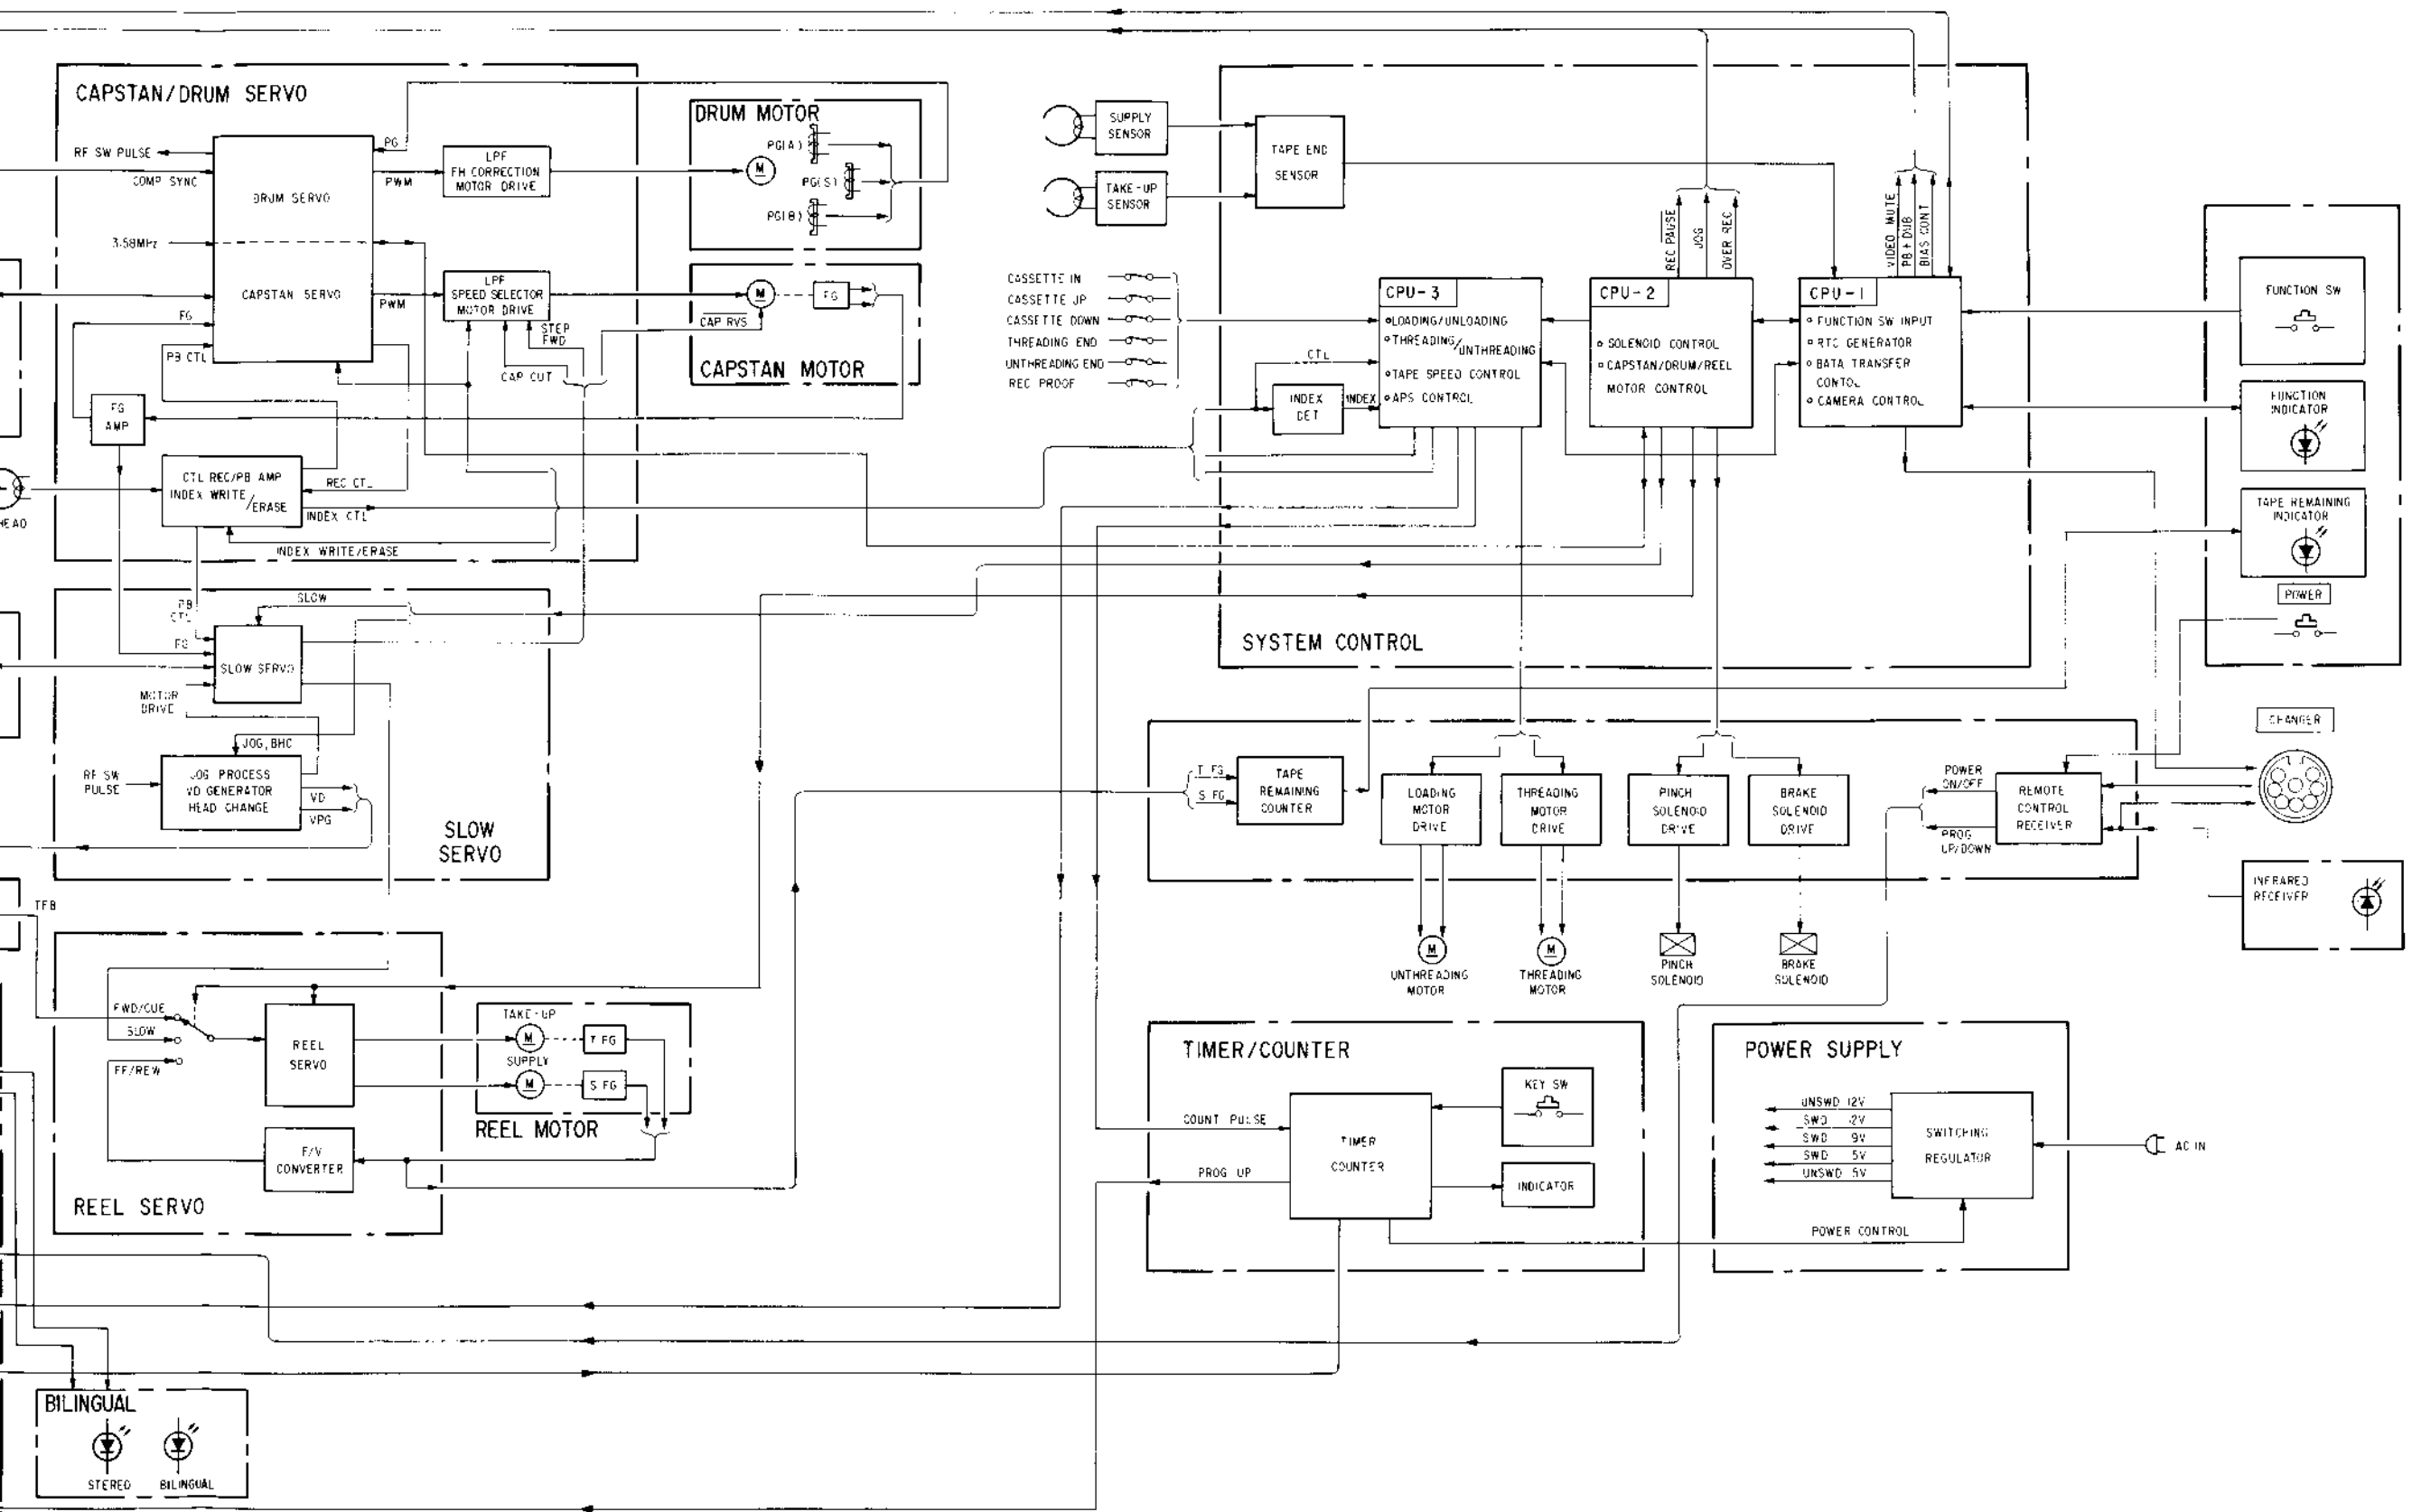 CAPSTAN/DRUM SERVO
RF SW PULSE
COMP SYNC
DRUM SERVO
3.58MHz
CAPSTAN SERVO
PG
PWM
LPF
FH CORRECTION
MOTOR DRIVE
PWM
LPF
SPEED SELECTOR
MOTOR DRIVE
FG
PB CTL
STEP
FWD
CAP CUT
CAP RVS
FG
AMP
CTL REC/PB AMP
INDEX WRITE
/ERASE
REC CTL
INDEX CTL
INDEX WRITE/ERASE
HEAD
DRUM MOTOR
PG(A)
M
PG(S)
PG(B)
M
FG
CAPSTAN MOTOR
SUPPLY
SENSOR
TAKE-UP
SENSOR
TAPE END
SENSOR
CASSETTE IN
CASSETTE UP
CASSETTE DOWN
THREADING END
UNTHREADING END
REC PROOF
CTL
INDEX
DET
INDEX
CPU-3
LOADING/UNLOADING
THREADING/
UNTHREADING
TAPE SPEED CONTROL
APS CONTROL
REC PAUSE
JOG
OVER REC
CPU-2
SOLENOID CONTROL
CAPSTAN/DRUM/REEL
MOTOR CONTROL
VIDEO MUTE
PB + DUB
BIAS CONT
CPU-1
FUNCTION SW INPUT
RTC GENERATOR
BATA TRANSFER
CONTOL
CAMERA CONTROL
SYSTEM CONTROL
FUNCTION SW
FUNCTION
INDICATOR
TAPE REMAINING
INDICATOR
POWER
CHANGER
INFRARED
RECEIVER
PB
CTL
SLOW
FG
SLOW SERVO
MOTOR
DRIVE
JOG, BHC
RF SW
PULSE
JOG PROCESS
VD GENERATOR
HEAD CHANGE
VD
VPG
SLOW
SERVO
T FG
S FG
TAPE
REMAINING
COUNTER
LOADING
MOTOR
DRIVE
THREADING
MOTOR
DRIVE
PINCH
SOLENOID
DRIVE
BRAKE
SOLENOID
DRIVE
POWER
ON/OFF
PROG
UP/DOWN
REMOTE
CONTROL
RECEIVER
M
UNTHREADING
MOTOR
M
THREADING
MOTOR
PINCH
SOLENOID
BRAKE
SOLENOID
TFB
FWD/CUE
SLOW
FF/REW
REEL
SERVO
F/V
CONVERTER
REEL SERVO
TAKE-UP
M
T FG
SUPPLY
M
S FG
REEL MOTOR
TIMER/COUNTER
COUNT PULSE
PROG UP
TIMER
COUNTER
KEY SW
INDICATOR
POWER SUPPLY
UNSWD 12V
SWD 12V
SWD 9V
SWD 5V
UNSWD 5V
SWITCHING
REGULATOR
AC IN
POWER CONTROL
BILINGUAL
STEREO
BILINGUAL